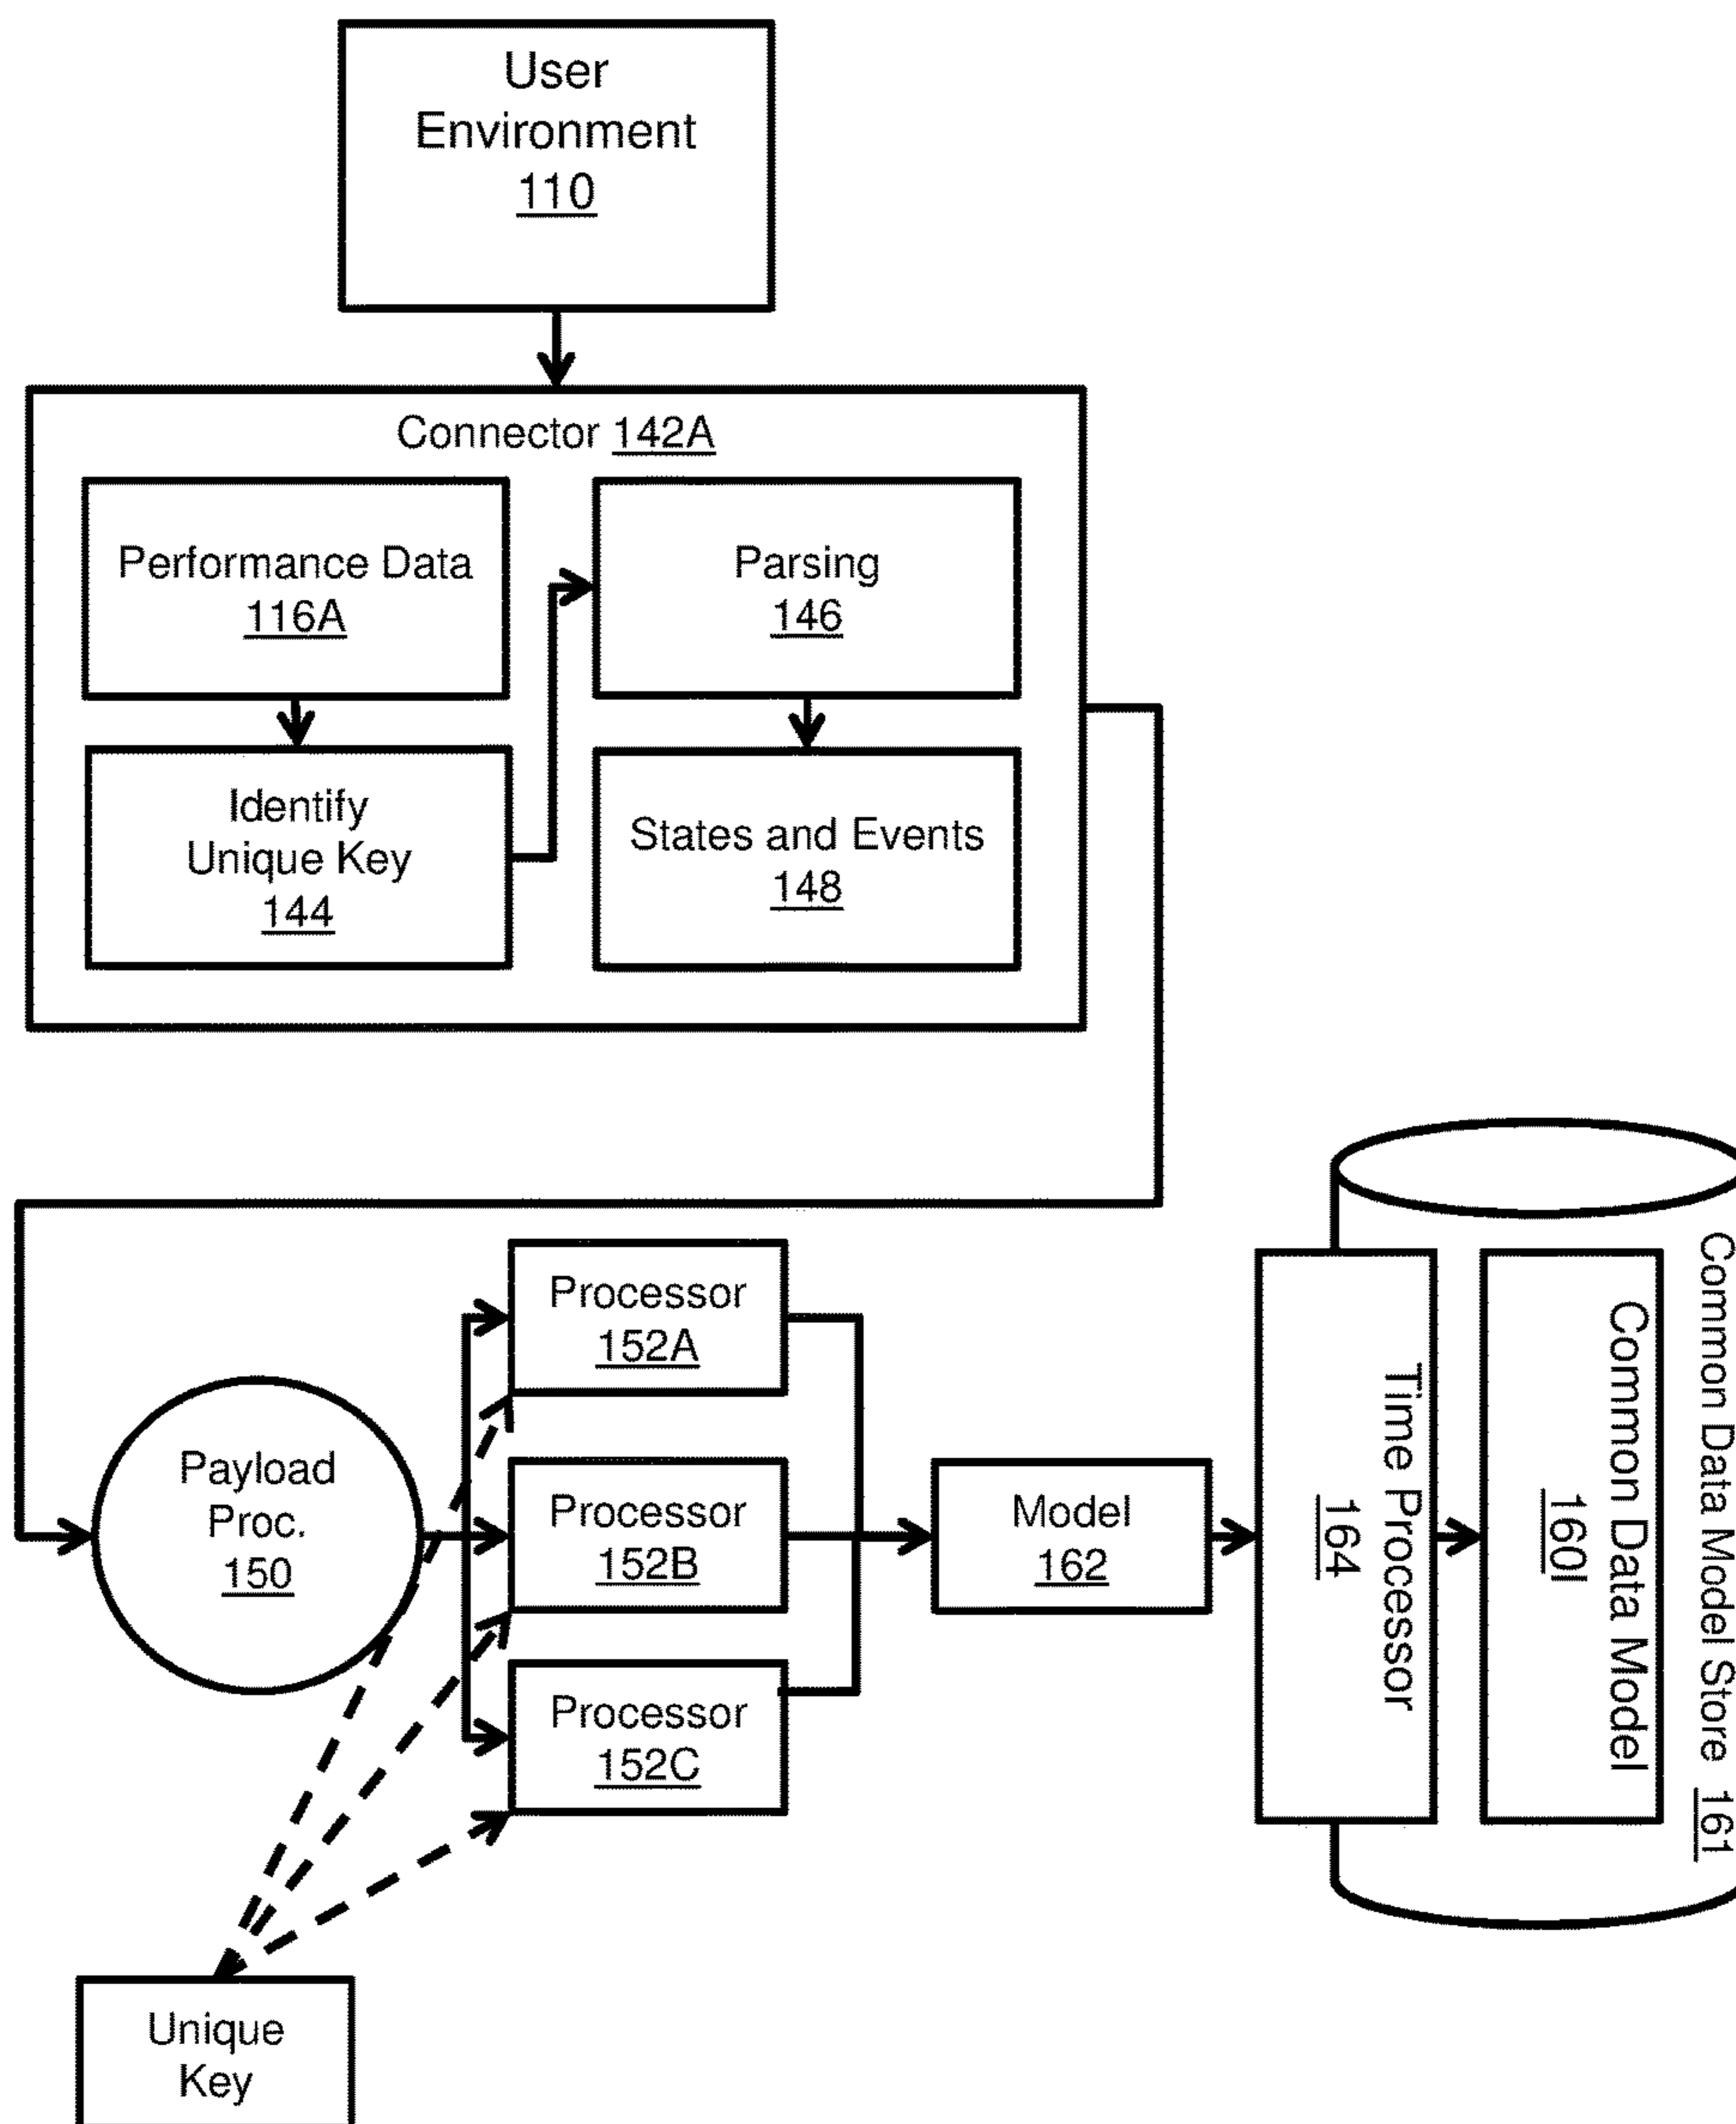 User
Environment
110
Connector 142A
Performance Data
116A
Identify
Unique Key
144
Parsing
146
States and Events
148
Payload
Proc.
150
Processor
152A
Processor
152B
Processor
152C
Model
162
Time Processor
164
Common Data Model
160I
Common Data Model Store 161
Unique
Key